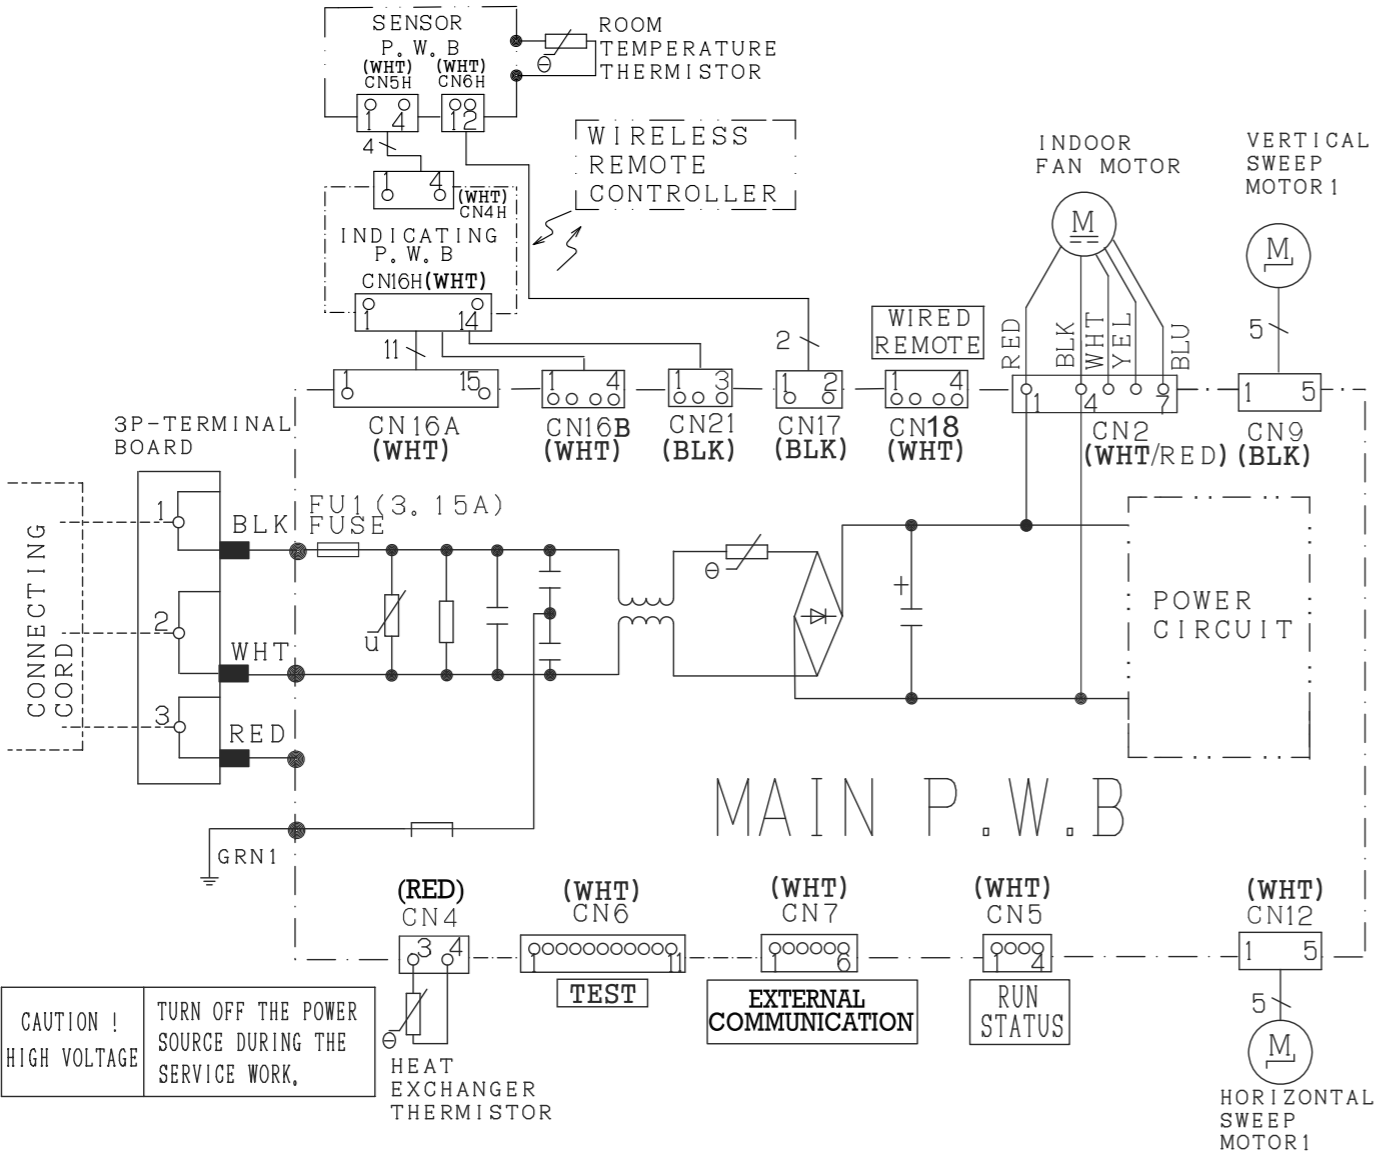 SENSOR
P.W.B
(WHT)
CN5H
(WHT)
CN6H
1 4
1 2
ROOM
TEMPERATURE
THERMISTOR
θ
4
1 4
(WHT)
CN4H
INDICATING
P.W.B
CN16H(WHT)
1 14
11
WIRELESS
REMOTE
CONTROLLER
INDOOR
FAN MOTOR
M
VERTICAL
SWEEP
MOTOR1
M
5
2
WIRED
REMOTE
RED
BLK
WHT
YEL
BLU
1 15
CN16A
(WHT)
1 4
CN16B
(WHT)
1 3
CN21
(BLK)
1 2
CN17
(BLK)
1 4
CN18
(WHT)
1 4 7
CN2
(WHT/RED)
1 5
CN9
(BLK)
3P-TERMINAL
BOARD
CONNECTING
CORD
1
2
3
BLK
WHT
RED
FU1(3.15A)
FUSE
u
θ
+
POWER
CIRCUIT
MAIN P.W.B
GRN1
(RED)
CN4
3 4
(WHT)
CN6
1 11
TEST
(WHT)
CN7
1 6
EXTERNAL
COMMUNICATION
(WHT)
CN5
1 4
RUN
STATUS
(WHT)
CN12
1 5
5
M
HORIZONTAL
SWEEP
MOTOR1
θ
HEAT
EXCHANGER
THERMISTOR
CAUTION !
HIGH VOLTAGE
TURN OFF THE POWER
SOURCE DURING THE
SERVICE WORK.